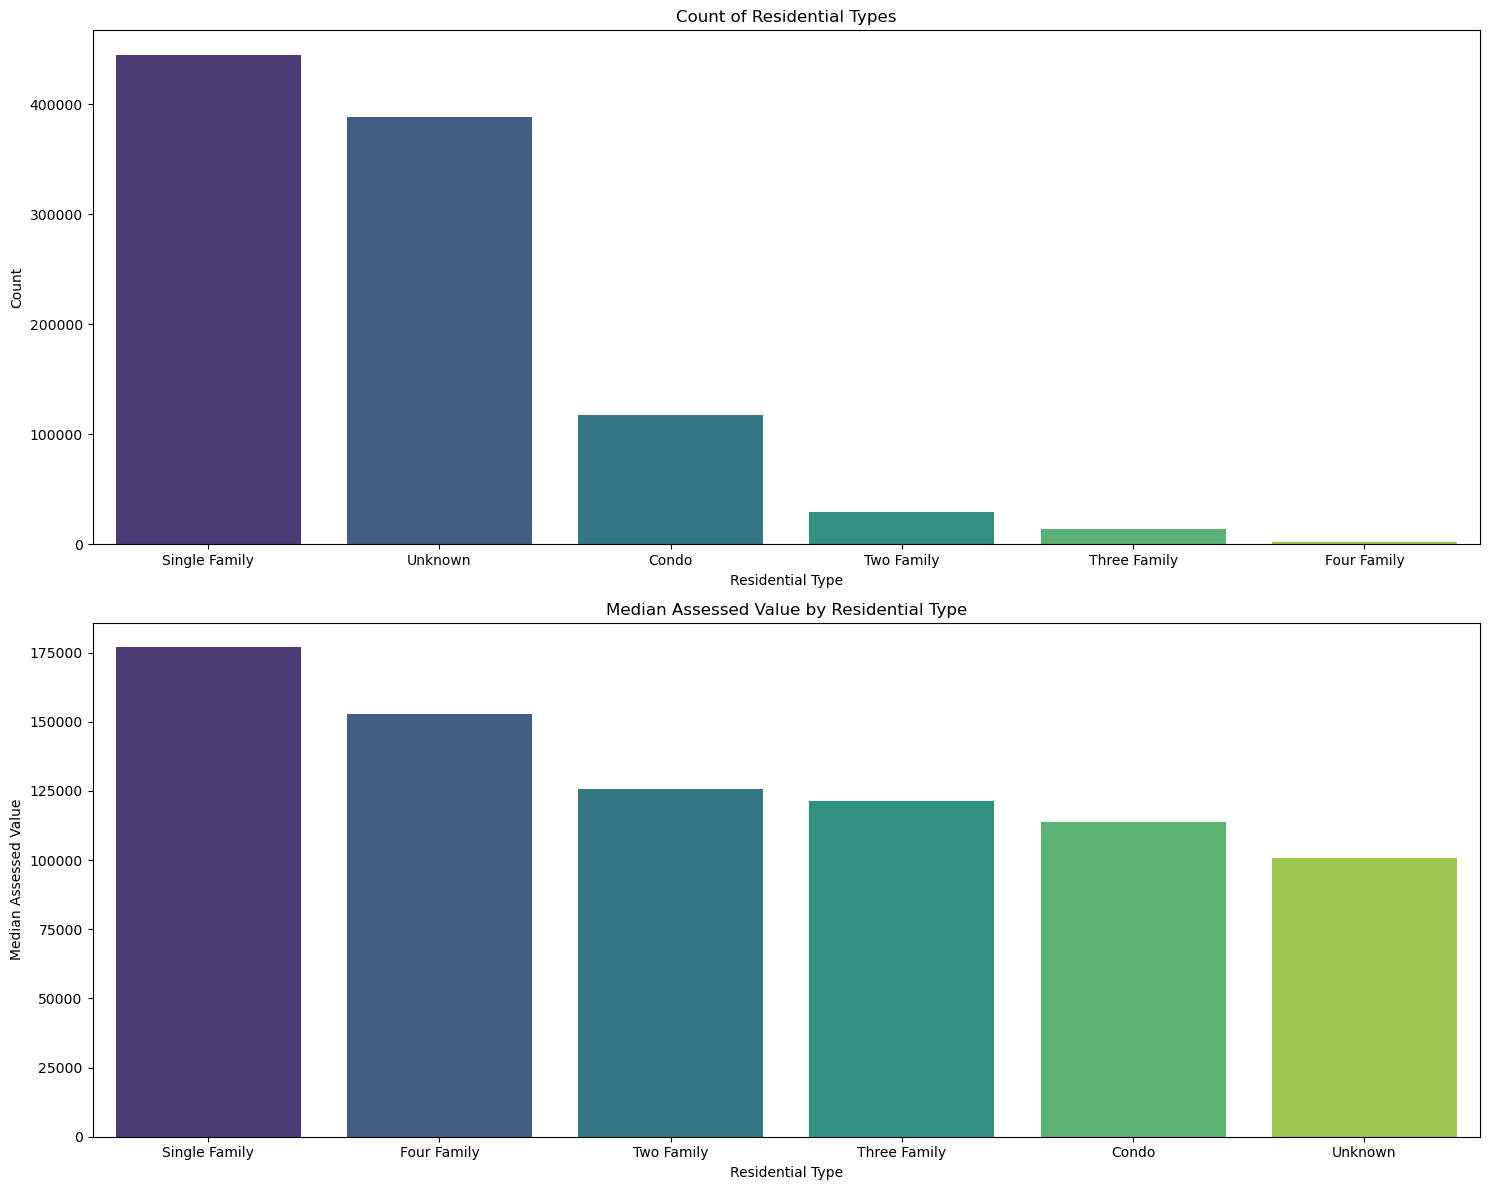 Count of Residential Types
400000
300000
200000
100000
0
Count
Single Family Unknown Condo Two Family Three Family Four Family
Residential Type
Median Assessed Value by Residential Type
175000
150000
125000
100000
75000
50000
25000
0
Median Assessed Value
Single Family Four Family Two Family Three Family Condo Unknown
Residential Type